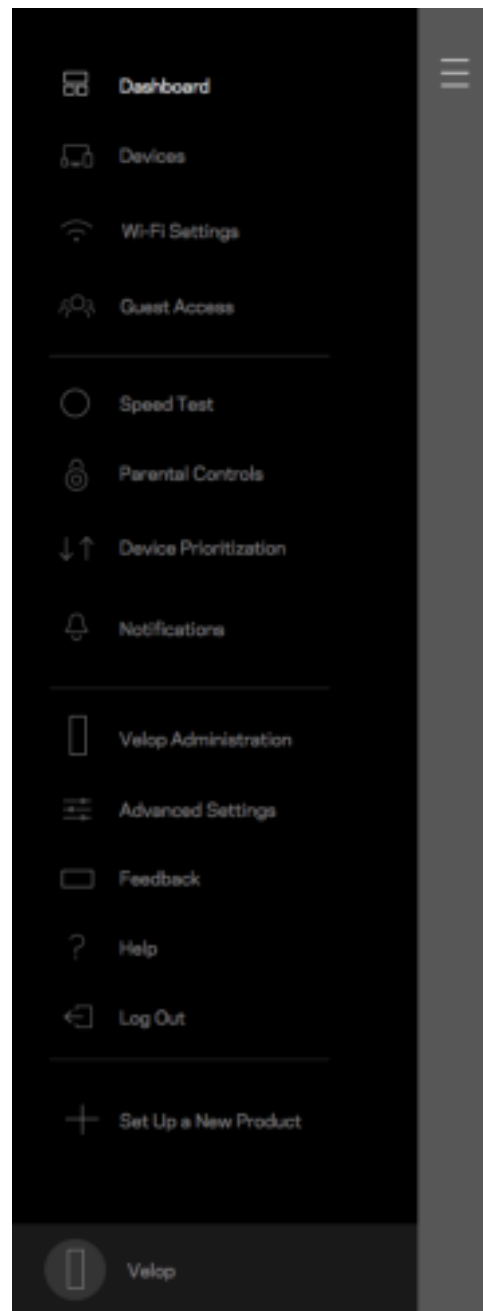 Dashboard
Devices
Wi-Fi Settings
Guest Access
Speed Test
Parental Controls
Device Prioritization
Notifications
Velop Administration
Advanced Settings
Feedback
? Help
Log Out
Set Up a New Product
Velop